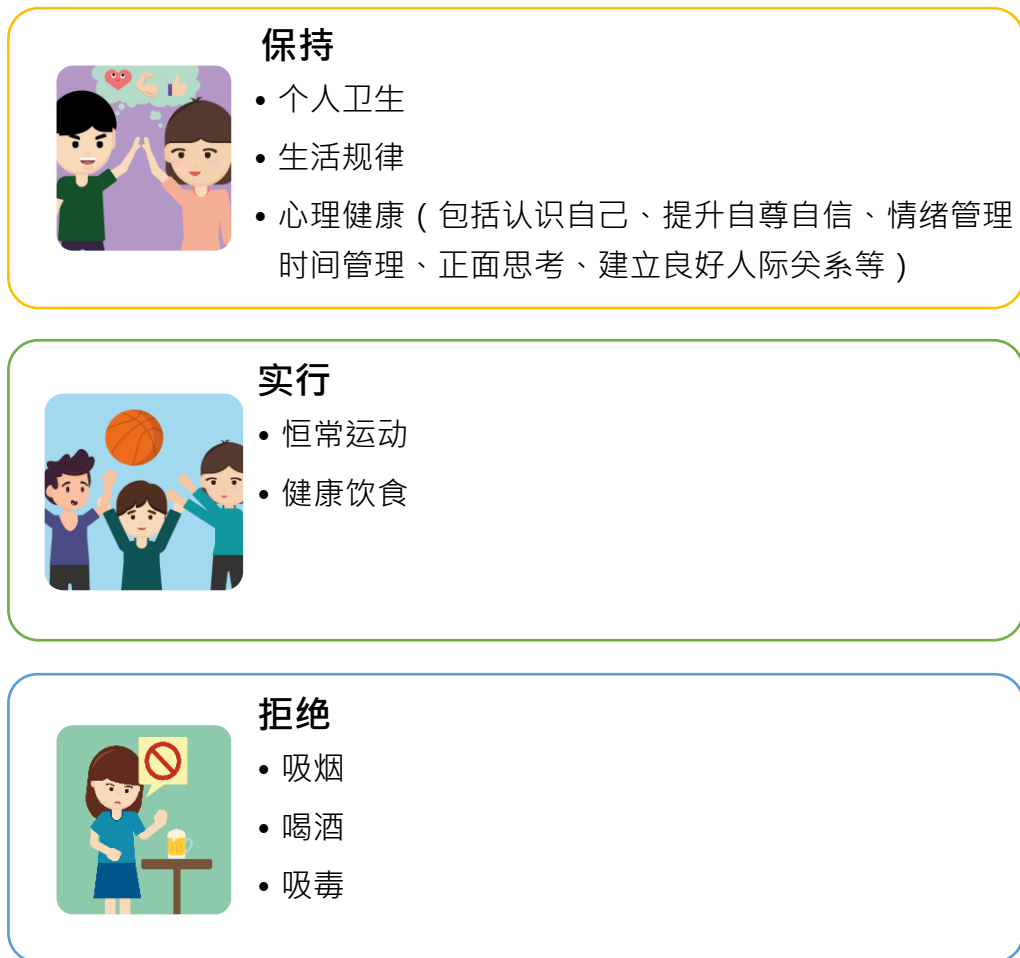 保持
• 个人卫生
• 生活规律
• 心理健康（包括认识自己、提升自尊自信、情绪管理
时间管理、正面思考、建立良好人际关系等）
实行
• 恒常运动
• 健康饮食
拒绝
• 吸烟
• 喝酒
• 吸毒